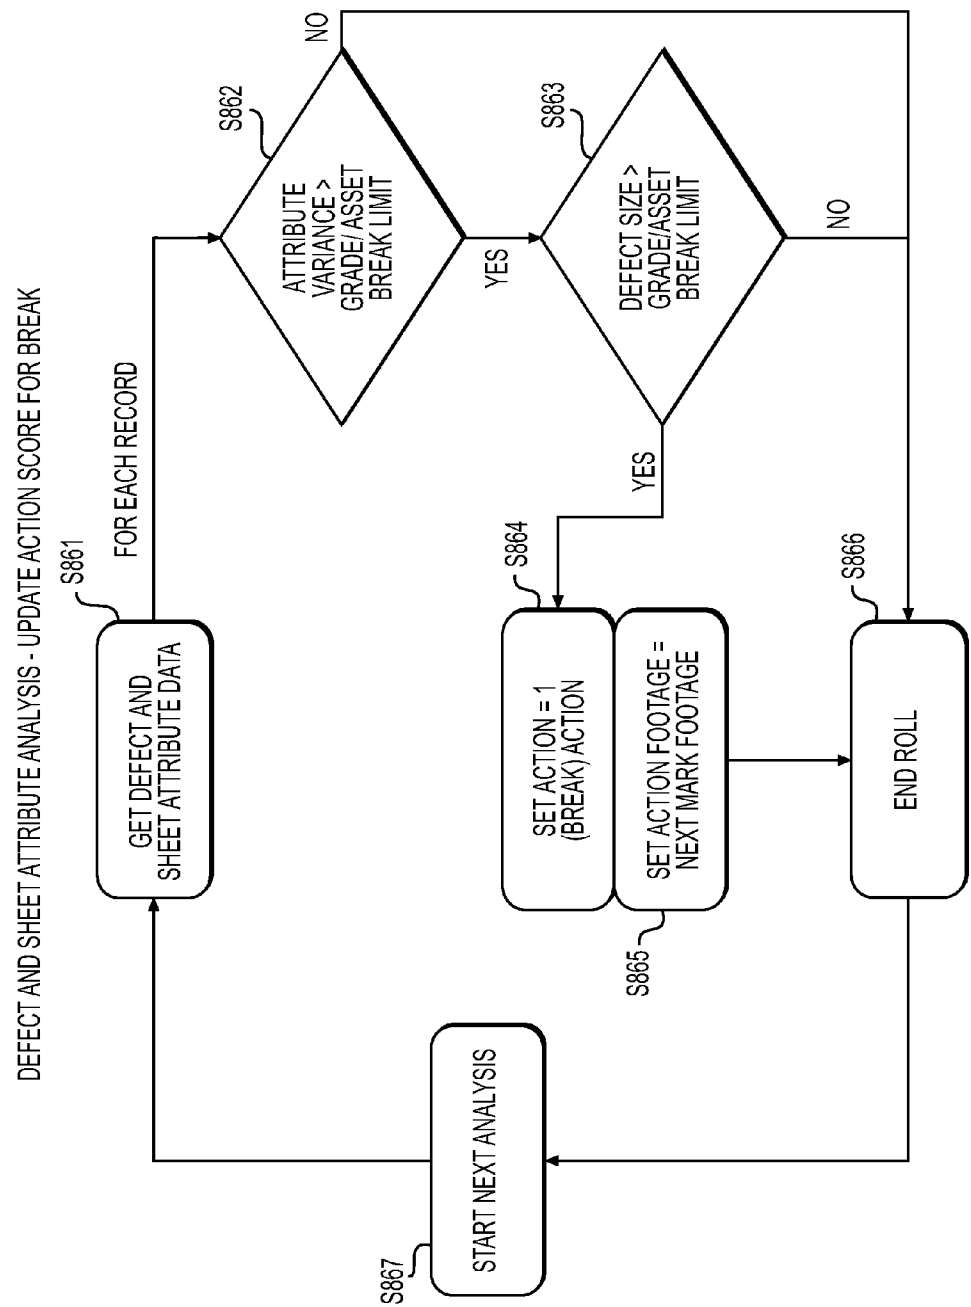 DEFECT AND SHEET ATTRIBUTE ANALYSIS - UPDATE ACTION SCORE FOR BREAK
S861
GET DEFECT AND
SHEET ATTRIBUTE DATA
FOR EACH RECORD
S862
ATTRIBUTE
VARIANCE >
GRADE/ ASSET
BREAK LIMIT
NO
YES
S863
DEFECT SIZE >
GRADE/ASSET
BREAK LIMIT
NO
YES
S864
SET ACTION = 1
(BREAK) ACTION
SET ACTION FOOTAGE =
NEXT MARK FOOTAGE
S865
S866
END ROLL
START NEXT ANALYSIS
S867